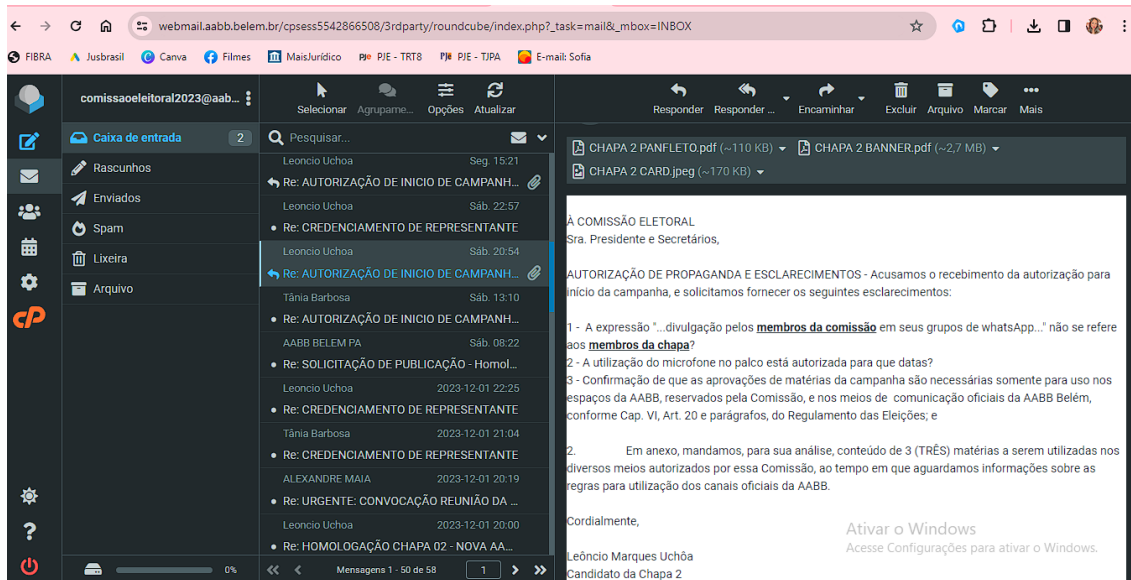 webmail.aabb.belem.br/cpsess5542866508/3rdparty/roundcube/index.php?_task=mail&_mbox=INBOX
FIBRA
Jusbrasil
Canva
Filmes
MaisJurídico
PJe PJE - TRT8
PJe PJE - TJPA
E-mail: Sofia
comissaoeleitoral2023@aab...
Caixa de entrada 2
Rascunhos
Enviados
Spam
Lixeira
Arquivo
0%
Selecionar Agrupame... Opções Atualizar
Pesquisar...
Leoncio Uchoa Seg. 15:21
Re: AUTORIZAÇÃO DE INICIO DE CAMPANH...
Leoncio Uchoa Sáb. 22:57
Re: CREDENCIAMENTO DE REPRESENTANTE
Leoncio Uchoa Sáb. 20:54
Re: AUTORIZAÇÃO DE INICIO DE CAMPANH...
Tânia Barbosa Sáb. 13:10
Re: AUTORIZAÇÃO DE INICIO DE CAMPANH...
AABB BELEM PA Sáb. 08:22
Re: SOLICITAÇÃO DE PUBLICAÇÃO - Homol...
Leoncio Uchoa 2023-12-01 22:25
Re: CREDENCIAMENTO DE REPRESENTANTE
Tânia Barbosa 2023-12-01 21:04
Re: CREDENCIAMENTO DE REPRESENTANTE
ALEXANDRE MAIA 2023-12-01 20:19
Re: URGENTE: CONVOCAÇÃO REUNIÃO DA ...
Leoncio Uchoa 2023-12-01 20:00
Re: HOMOLOGAÇÃO CHAPA 02 - NOVA AA...
Mensagens 1 - 50 de 58 1
Responder Responder ... Encaminhar Excluir Arquivo Marcar Mais
CHAPA 2 PANFLETO.pdf (~110 KB) CHAPA 2 BANNER.pdf (~2,7 MB)
CHAPA 2 CARD.jpeg (~170 KB)
À COMISSÃO ELETORAL
Sra. Presidente e Secretários,
AUTORIZAÇÃO DE PROPAGANDA E ESCLARECIMENTOS - Acusamos o recebimento da autorização para
início da campanha, e solicitamos fornecer os seguintes esclarecimentos:
1 - A expressão "...divulgação pelos membros da comissão em seus grupos de whatsApp..." não se refere
aos membros da chapa?
2 - A utilização do microfone no palco está autorizada para que datas?
3 - Confirmação de que as aprovações de matérias da campanha são necessárias somente para uso nos
espaços da AABB, reservados pela Comissão, e nos meios de comunicação oficiais da AABB Belém,
conforme Cap. VI, Art. 20 e parágrafos, do Regulamento das Eleições; e
2. Em anexo, mandamos, para sua análise, conteúdo de 3 (TRÊS) matérias a serem utilizadas nos
diversos meios autorizados por essa Comissão, ao tempo em que aguardamos informações sobre as
regras para utilização dos canais oficiais da AABB.
Cordialmente,
Leôncio Marques Uchôa
Candidato da Chapa 2
Ativar o Windows
Acesse Configurações para ativar o Windows.